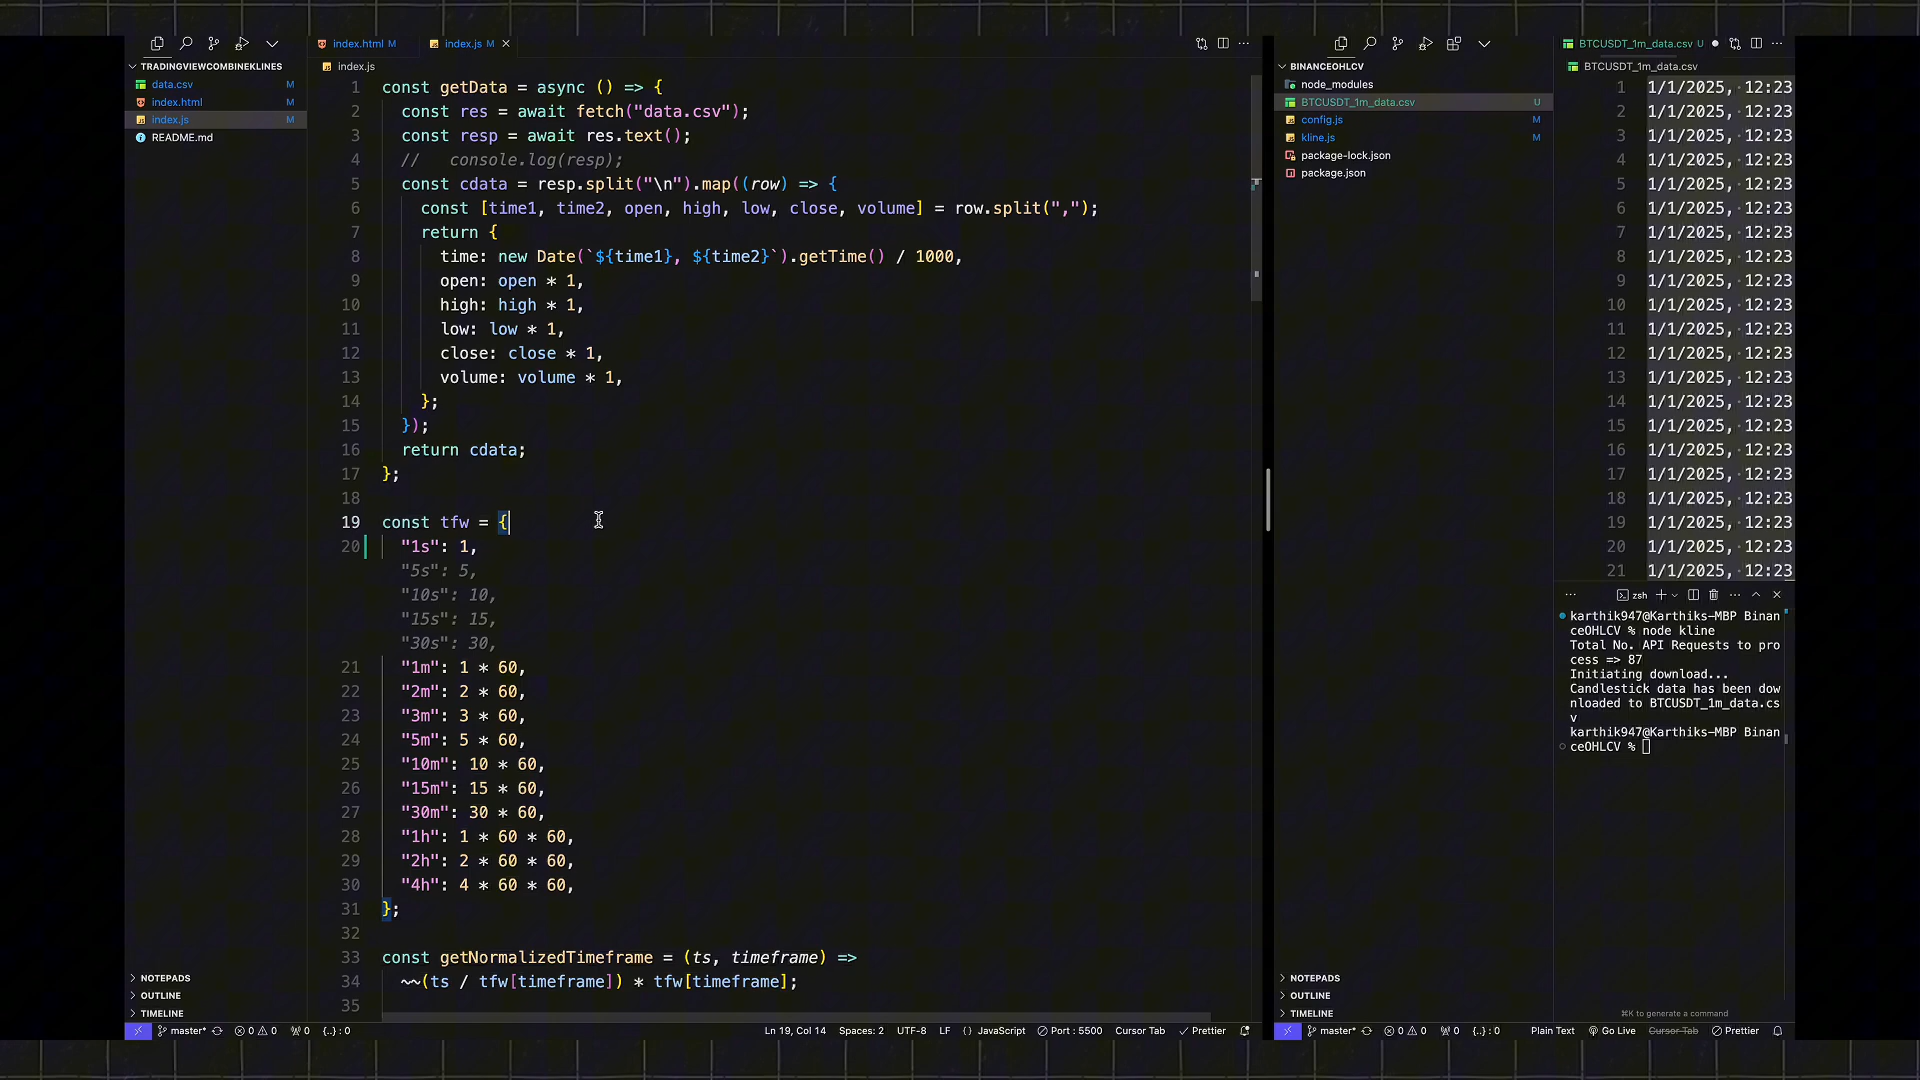 TRADINGVIEWCOMBINEKLINES
data.csv M
index.html M
index.js M
README.md
NOTEPADS
OUTLINE
TIMELINE
index.html M
index.js M
index.js
1 const getData = async () => {
2 const res = await fetch("data.csv");
3 const resp = await res.text();
4 // console.log(resp);
5 const cdata = resp.split("\n").map((row) => {
6 const [time1, time2, open, high, low, close, volume] = row.split(",");
7 return {
8 time: new Date(`${time1}, ${time2}`).getTime() / 1000,
9 open: open * 1,
10 high: high * 1,
11 low: low * 1,
12 close: close * 1,
13 volume: volume * 1,
14 };
15 });
16 return cdata;
17 };
18
19 const tfw = {
20 "1s": 1,
"5s": 5,
"10s": 10,
"15s": 15,
"30s": 30,
21 "1m": 1 * 60,
22 "2m": 2 * 60,
23 "3m": 3 * 60,
24 "5m": 5 * 60,
25 "10m": 10 * 60,
26 "15m": 15 * 60,
27 "30m": 30 * 60,
28 "1h": 1 * 60 * 60,
29 "2h": 2 * 60 * 60,
30 "4h": 4 * 60 * 60,
31 };
32
33 const getNormalizedTimeframe = (ts, timeframe) =>
34 ~~(ts / tfw[timeframe]) * tfw[timeframe];
35
master* 0 0 0 {..} : 0 Ln 19, Col 14 Spaces: 2 UTF-8 LF {} JavaScript Port : 5500 Cursor Tab Prettier
BINANCEOHLCV
node_modules
BTCUSDT_1m_data.csv U
config.js M
kline.js M
package-lock.json
package.json
NOTEPADS
OUTLINE
TIMELINE
BTCUSDT_1m_data.csv U
BTCUSDT_1m_data.csv
1 1/1/2025, 12:23
2 1/1/2025, 12:23
3 1/1/2025, 12:23
4 1/1/2025, 12:23
5 1/1/2025, 12:23
6 1/1/2025, 12:23
7 1/1/2025, 12:23
8 1/1/2025, 12:23
9 1/1/2025, 12:23
10 1/1/2025, 12:23
11 1/1/2025, 12:23
12 1/1/2025, 12:23
13 1/1/2025, 12:23
14 1/1/2025, 12:23
15 1/1/2025, 12:23
16 1/1/2025, 12:23
17 1/1/2025, 12:23
18 1/1/2025, 12:23
19 1/1/2025, 12:23
20 1/1/2025, 12:23
21 1/1/2025, 12:23
zsh
karthik947@Karthiks-MBP Binan
ceOHLCV % node kline
Total No. API Requests to pro
cess => 87
Initiating download...
Candlestick data has been dow
nloaded to BTCUSDT_1m_data.cs
v
karthik947@Karthiks-MBP Binan
ceOHLCV %
⌘K to generate a command
master* 0 0 0 {..} : 0 Plain Text Go Live Cursor Tab Prettier